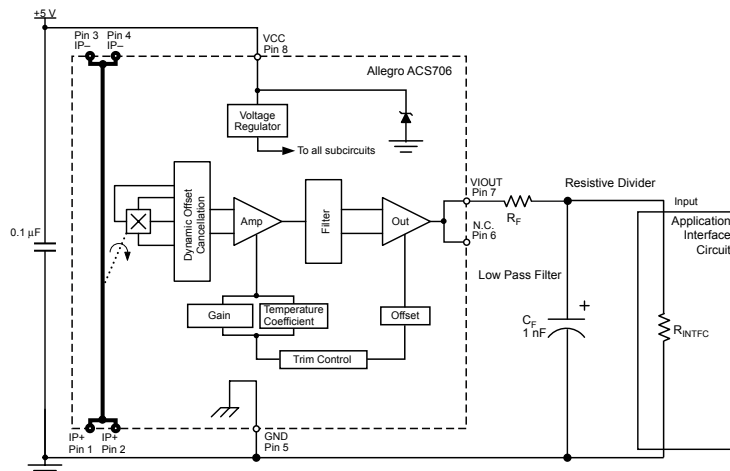 +5 V
Pin 3 Pin 4
IP– IP–
VCC
Pin 8
Allegro ACS706
Voltage
Regulator
To all subcircuits
0.1 µF
Dynamic Offset
Cancellation
Amp
Filter
Out
VIOUT
Pin 7
N.C.
Pin 6
RF
Resistive Divider
Input
Application
Interface
Circuit
Low Pass Filter
Gain
Temperature
Coefficient
Offset
Trim Control
CF
1 nF
+
RINTFC
IP+ IP+
Pin 1 Pin 2
GND
Pin 5